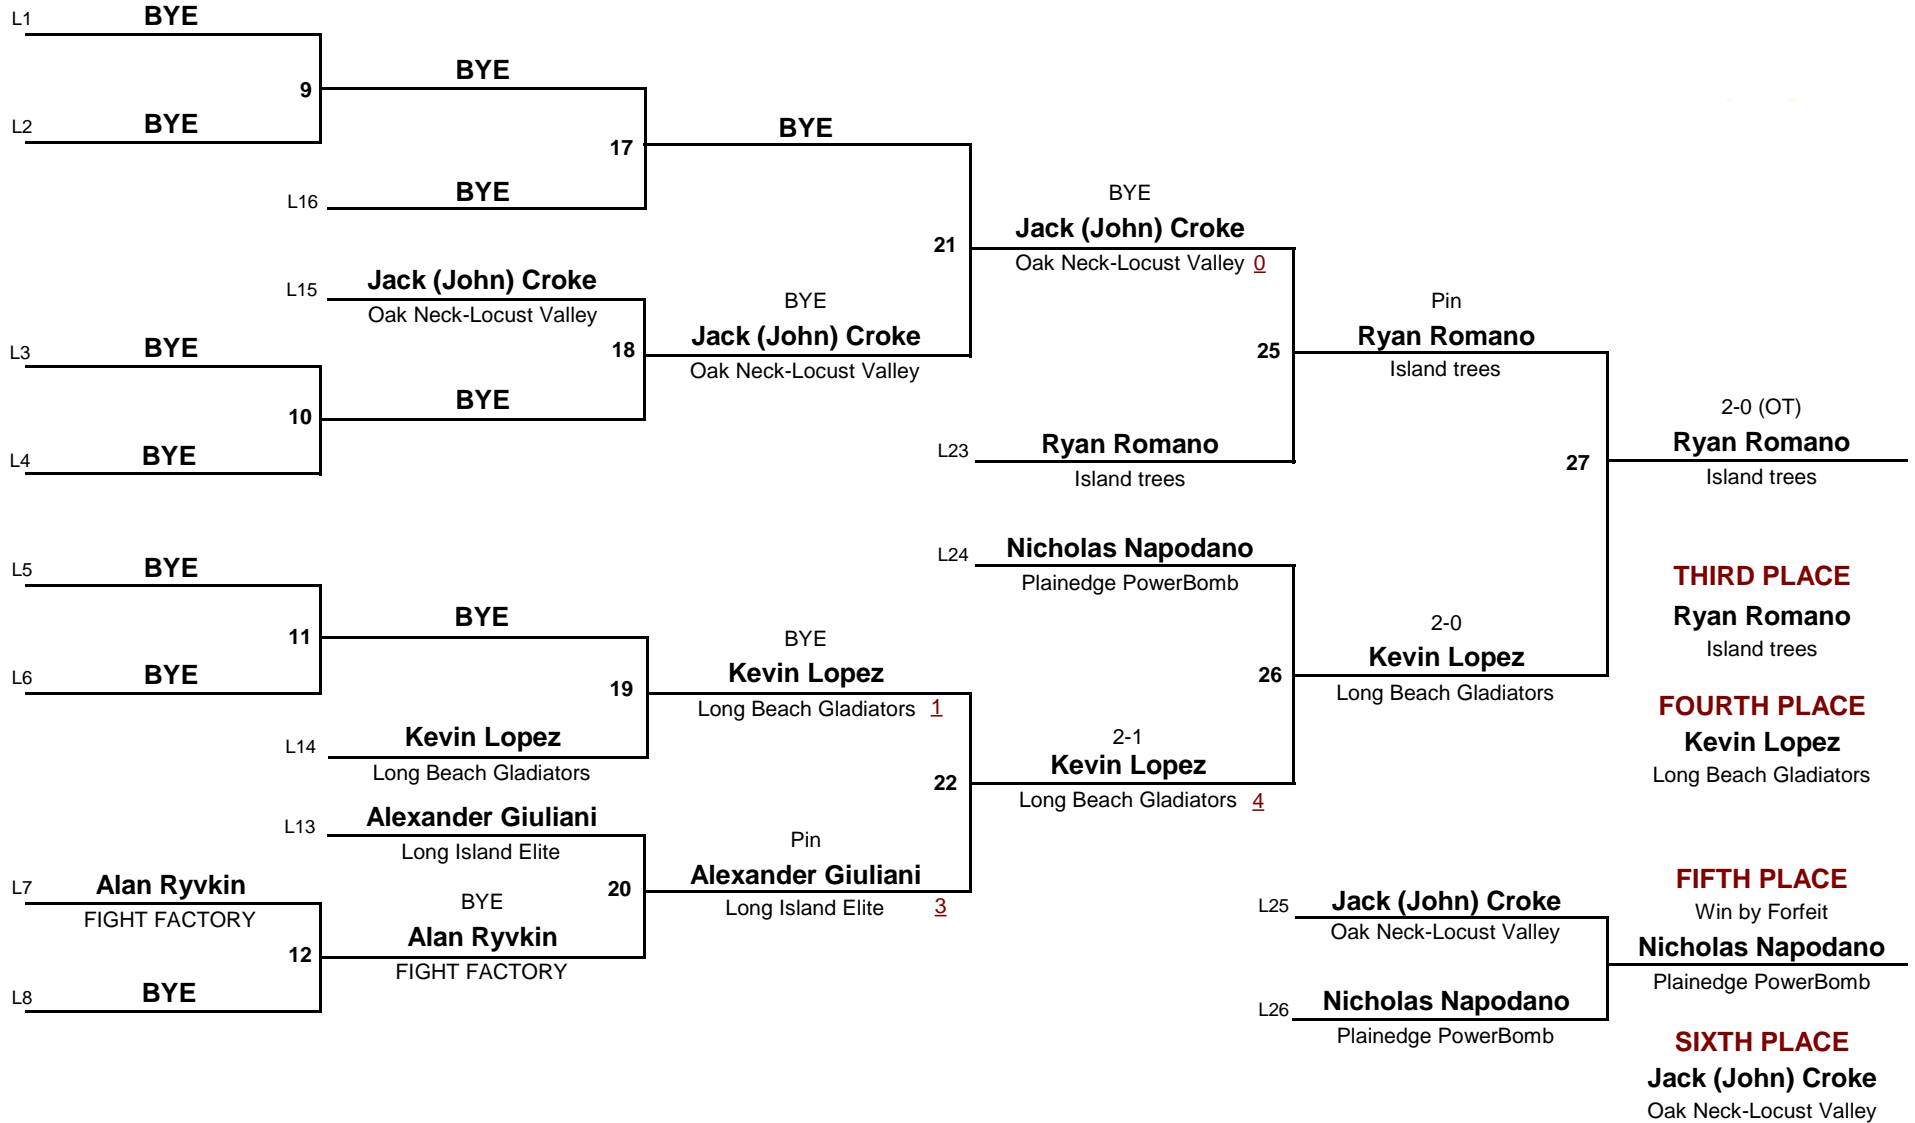 L1 BYE
9
L2 BYE
BYE
17
L16 BYE
BYE
21
L15 Jack (John) Croke
Oak Neck-Locust Valley
18
L3 BYE
10
L4 BYE
BYE
BYE
Jack (John) Croke
Oak Neck-Locust Valley
BYE
Jack (John) Croke
Oak Neck-Locust Valley 0
25
L23 Ryan Romano
Island trees
Pin
Ryan Romano
Island trees
27
2-0 (OT)
Ryan Romano
Island trees
L5 BYE
11
L6 BYE
BYE
19
L14 Kevin Lopez
Long Beach Gladiators
BYE
Kevin Lopez
Long Beach Gladiators 1
22
L13 Alexander Giuliani
Long Island Elite
20
L7 Alan Ryvkin
FIGHT FACTORY
12
L8 BYE
BYE
Alan Ryvkin
FIGHT FACTORY
Pin
Alexander Giuliani
Long Island Elite 3
L24 Nicholas Napodano
Plainedge PowerBomb
26
2-1
Kevin Lopez
Long Beach Gladiators 4
2-0
Kevin Lopez
Long Beach Gladiators
THIRD PLACE
Ryan Romano
Island trees
FOURTH PLACE
Kevin Lopez
Long Beach Gladiators
L25 Jack (John) Croke
Oak Neck-Locust Valley
L26 Nicholas Napodano
Plainedge PowerBomb
FIFTH PLACE
Win by Forfeit
Nicholas Napodano
Plainedge PowerBomb
SIXTH PLACE
Jack (John) Croke
Oak Neck-Locust Valley